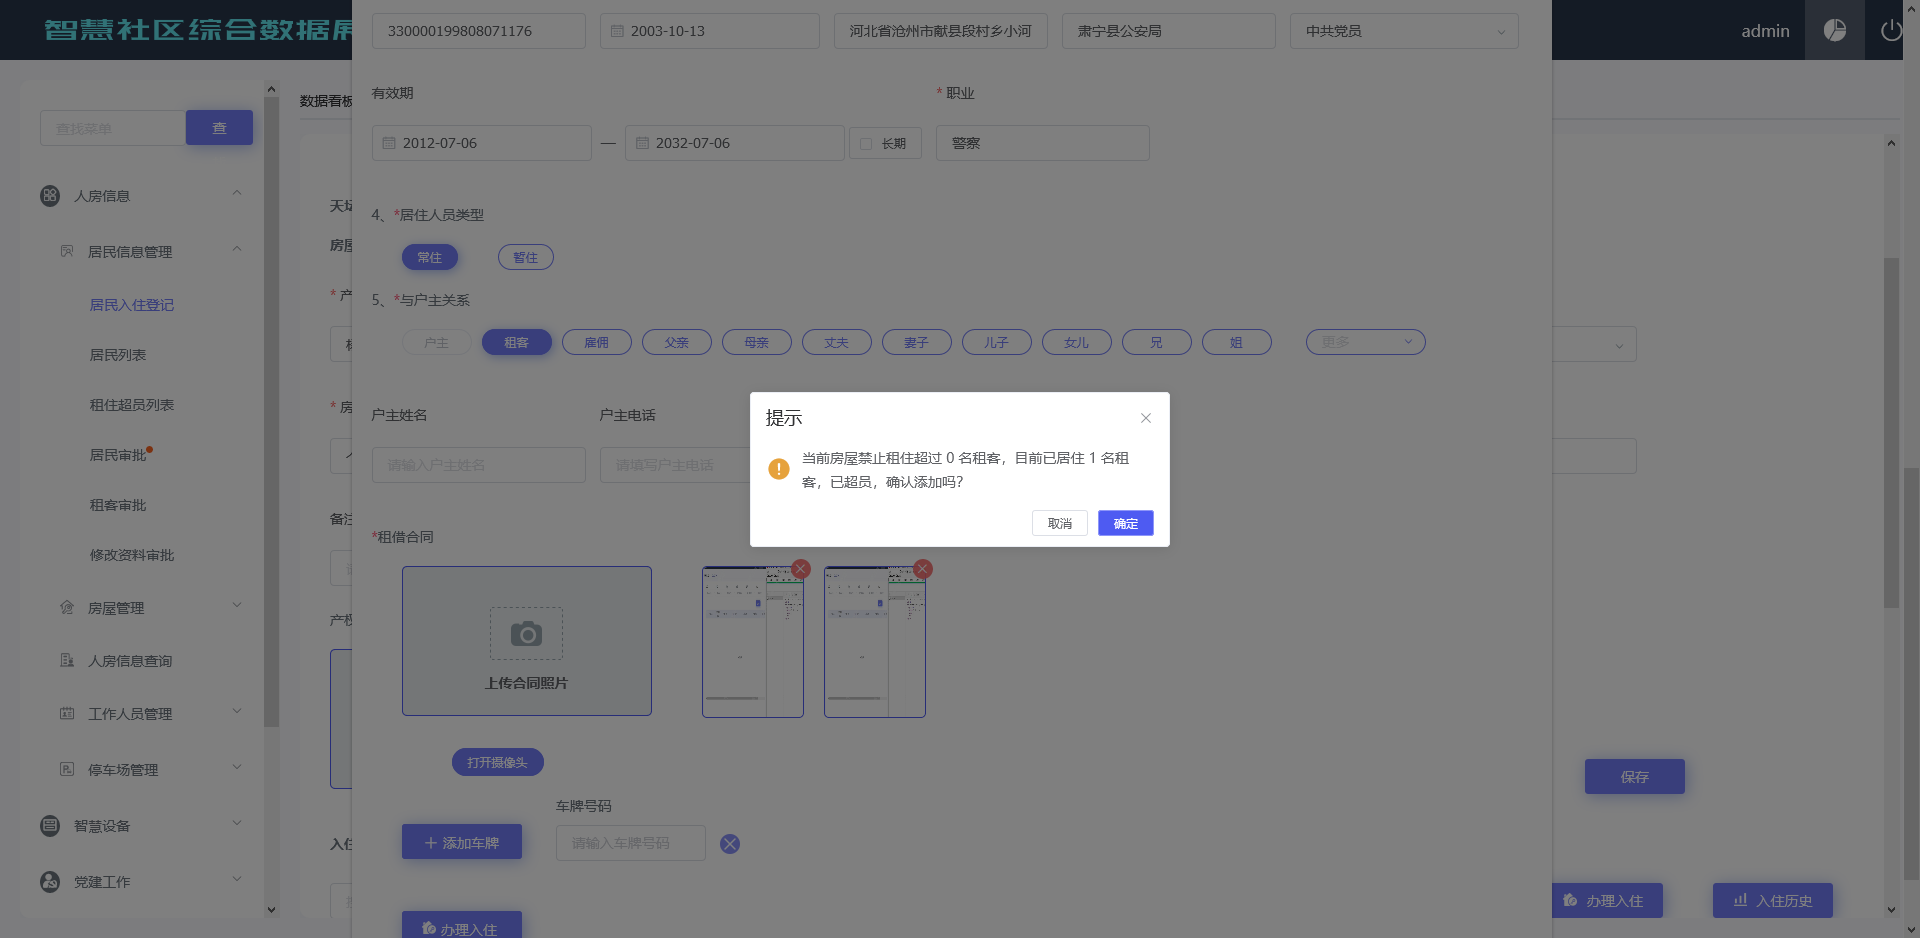 智慧社区综合数据展
admin
查找菜单
查
人房信息
居民信息管理
居民入住登记
居民列表
租住超员列表
居民审批
租客审批
修改资料审批
房屋管理
人房信息查询
工作人员管理
停车场管理
智慧设备
党建工作
数据看板
330000199808071176
2003-10-13
河北省沧州市献县段村乡小河
肃宁县公安局
中共党员
有效期
* 职业
2012-07-06
—
2032-07-06
长期
警察
4、*居住人员类型
常住
暂住
5、*与户主关系
户主
租客
雇佣
父亲
母亲
丈夫
妻子
儿子
女儿
兄
姐
更多
户主姓名
户主电话
请输入户主姓名
请填写户主电话
提示
当前房屋禁止租住超过 0 名租客，目前已居住 1 名租
客，已超员，确认添加吗?
取消
确定
*租借合同
上传合同照片
打开摄像头
车牌号码
添加车牌
请输入车牌号码
办理入住
保存
办理入住
入住历史